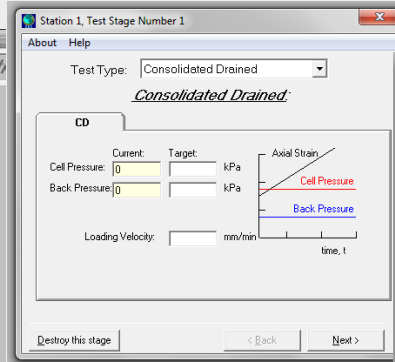 Station 1, Test Stage Number 1
About Help
Test Type: Consolidated Drained
Consolidated Drained:
CD
Current: Target:
Cell Pressure: 0 kPa
Back Pressure: 0 kPa
Loading Velocity: mm/min
Axial Strain
Cell Pressure
Back Pressure
time, t
Destroy this stage < Back Next >